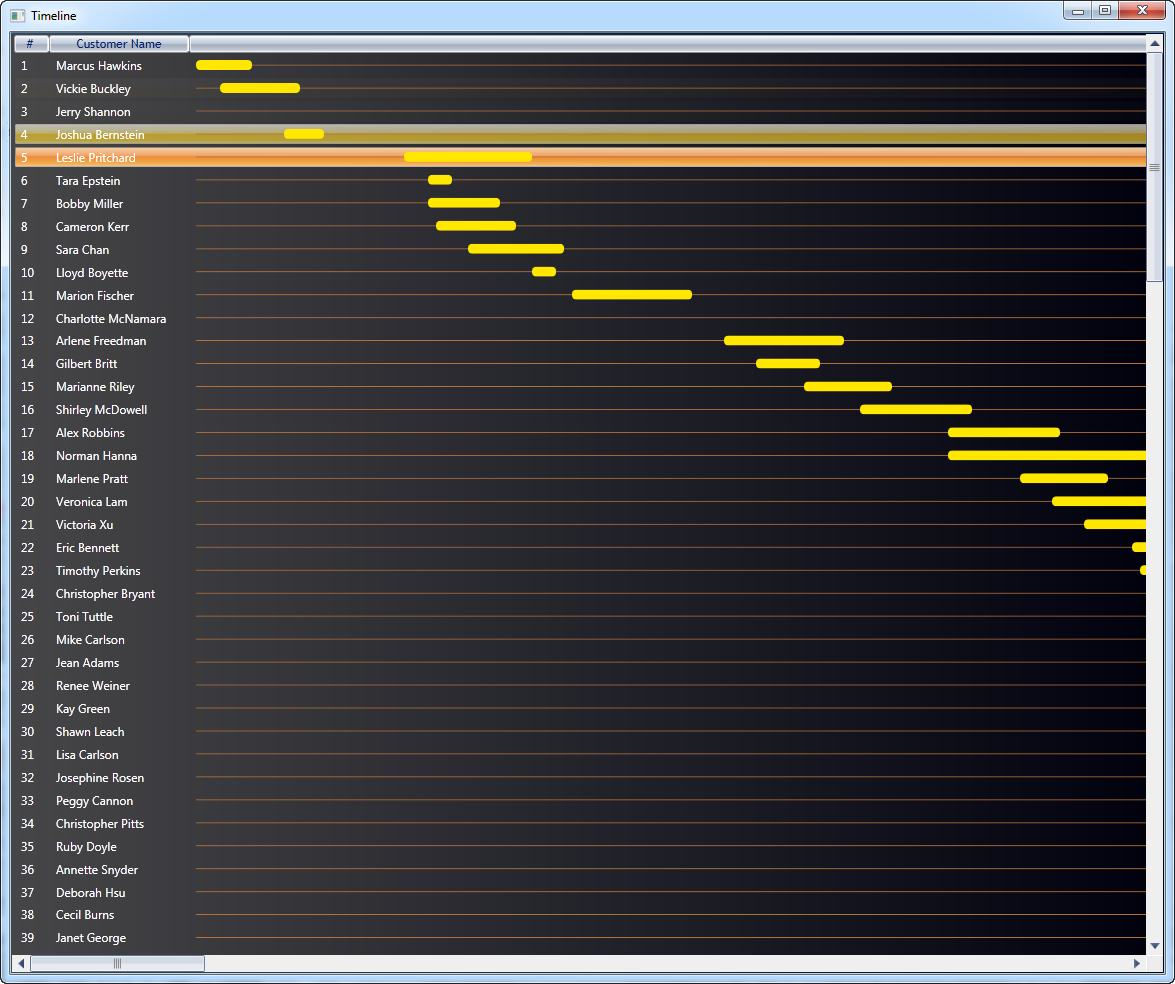 Timeline
# Customer Name
1 Marcus Hawkins
2 Vickie Buckley
3 Jerry Shannon
4 Joshua Bernstein
5 Leslie Pritchard
6 Tara Epstein
7 Bobby Miller
8 Cameron Kerr
9 Sara Chan
10 Lloyd Boyette
11 Marion Fischer
12 Charlotte McNamara
13 Arlene Freedman
14 Gilbert Britt
15 Marianne Riley
16 Shirley McDowell
17 Alex Robbins
18 Norman Hanna
19 Marlene Pratt
20 Veronica Lam
21 Victoria Xu
22 Eric Bennett
23 Timothy Perkins
24 Christopher Bryant
25 Toni Tuttle
26 Mike Carlson
27 Jean Adams
28 Renee Weiner
29 Kay Green
30 Shawn Leach
31 Lisa Carlson
32 Josephine Rosen
33 Peggy Cannon
34 Christopher Pitts
35 Ruby Doyle
36 Annette Snyder
37 Deborah Hsu
38 Cecil Burns
39 Janet George